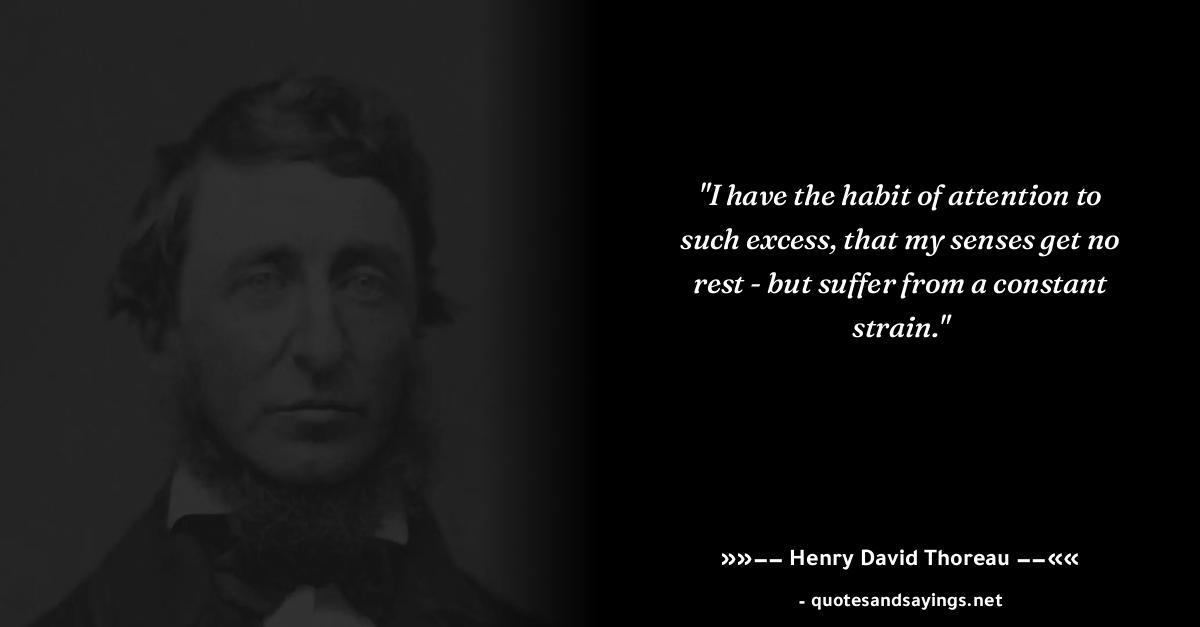 "I have the habit of attention to
such excess, that my senses get no
rest - but suffer from a constant
strain."
»»−− Henry David Thoreau −−««
- quotesandsayings.net